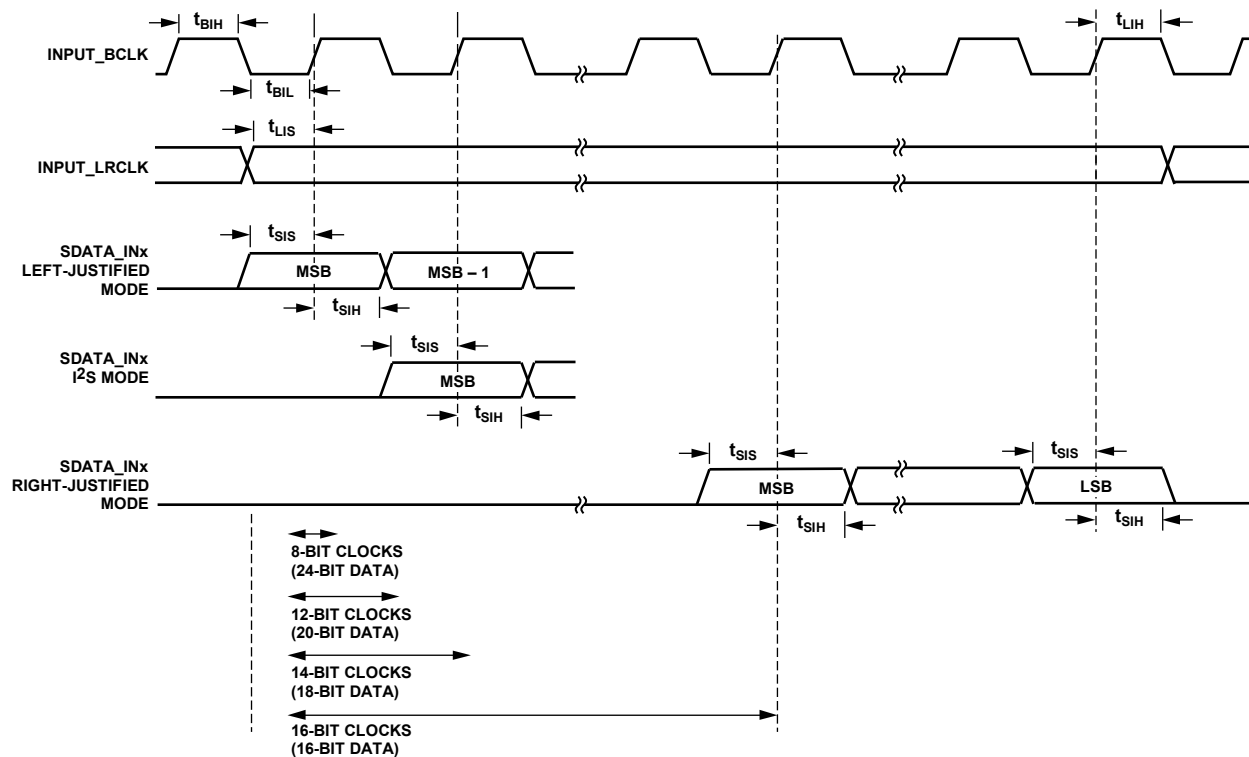 tBIH
tLIH
INPUT_BCLK
tBIL
tLIS
INPUT_LRCLK
tSIS
SDATA_INx
LEFT-JUSTIFIED
MODE
MSB
MSB – 1
tSIH
SDATA_INx
I2S MODE
tSIS
MSB
tSIH
SDATA_INx
RIGHT-JUSTIFIED
MODE
tSIS
tSIS
MSB
LSB
tSIH
tSIH
8-BIT CLOCKS
(24-BIT DATA)
12-BIT CLOCKS
(20-BIT DATA)
14-BIT CLOCKS
(18-BIT DATA)
16-BIT CLOCKS
(16-BIT DATA)